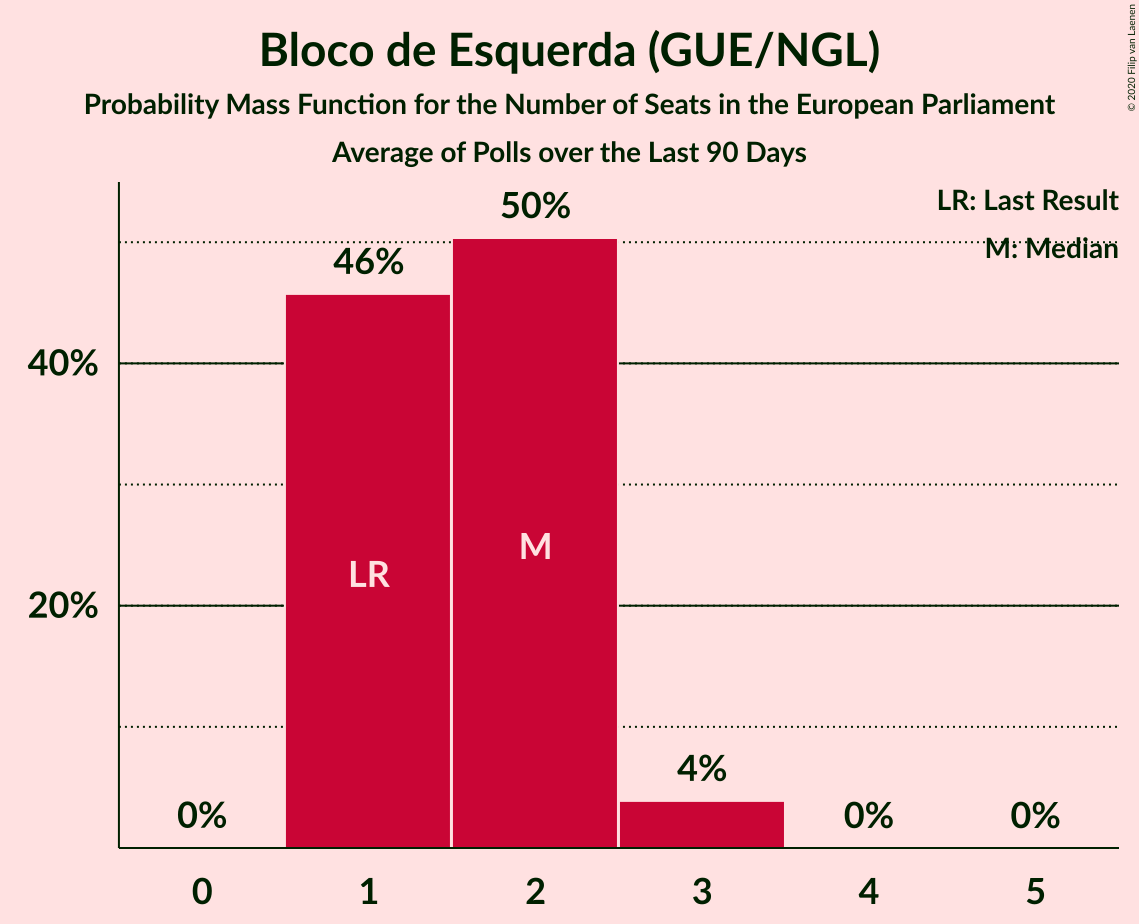 Bloco de Esquerda (GUE/NGL)
Probability Mass Function for the Number of Seats in the European Parliament
Average of Polls over the Last 90 Days
© 2020 Filip van Laenen
LR: Last Result
M: Median
50%
46%
40%
20%
LR
M
0%
4%
0%
0%
0 1 2 3 4 5